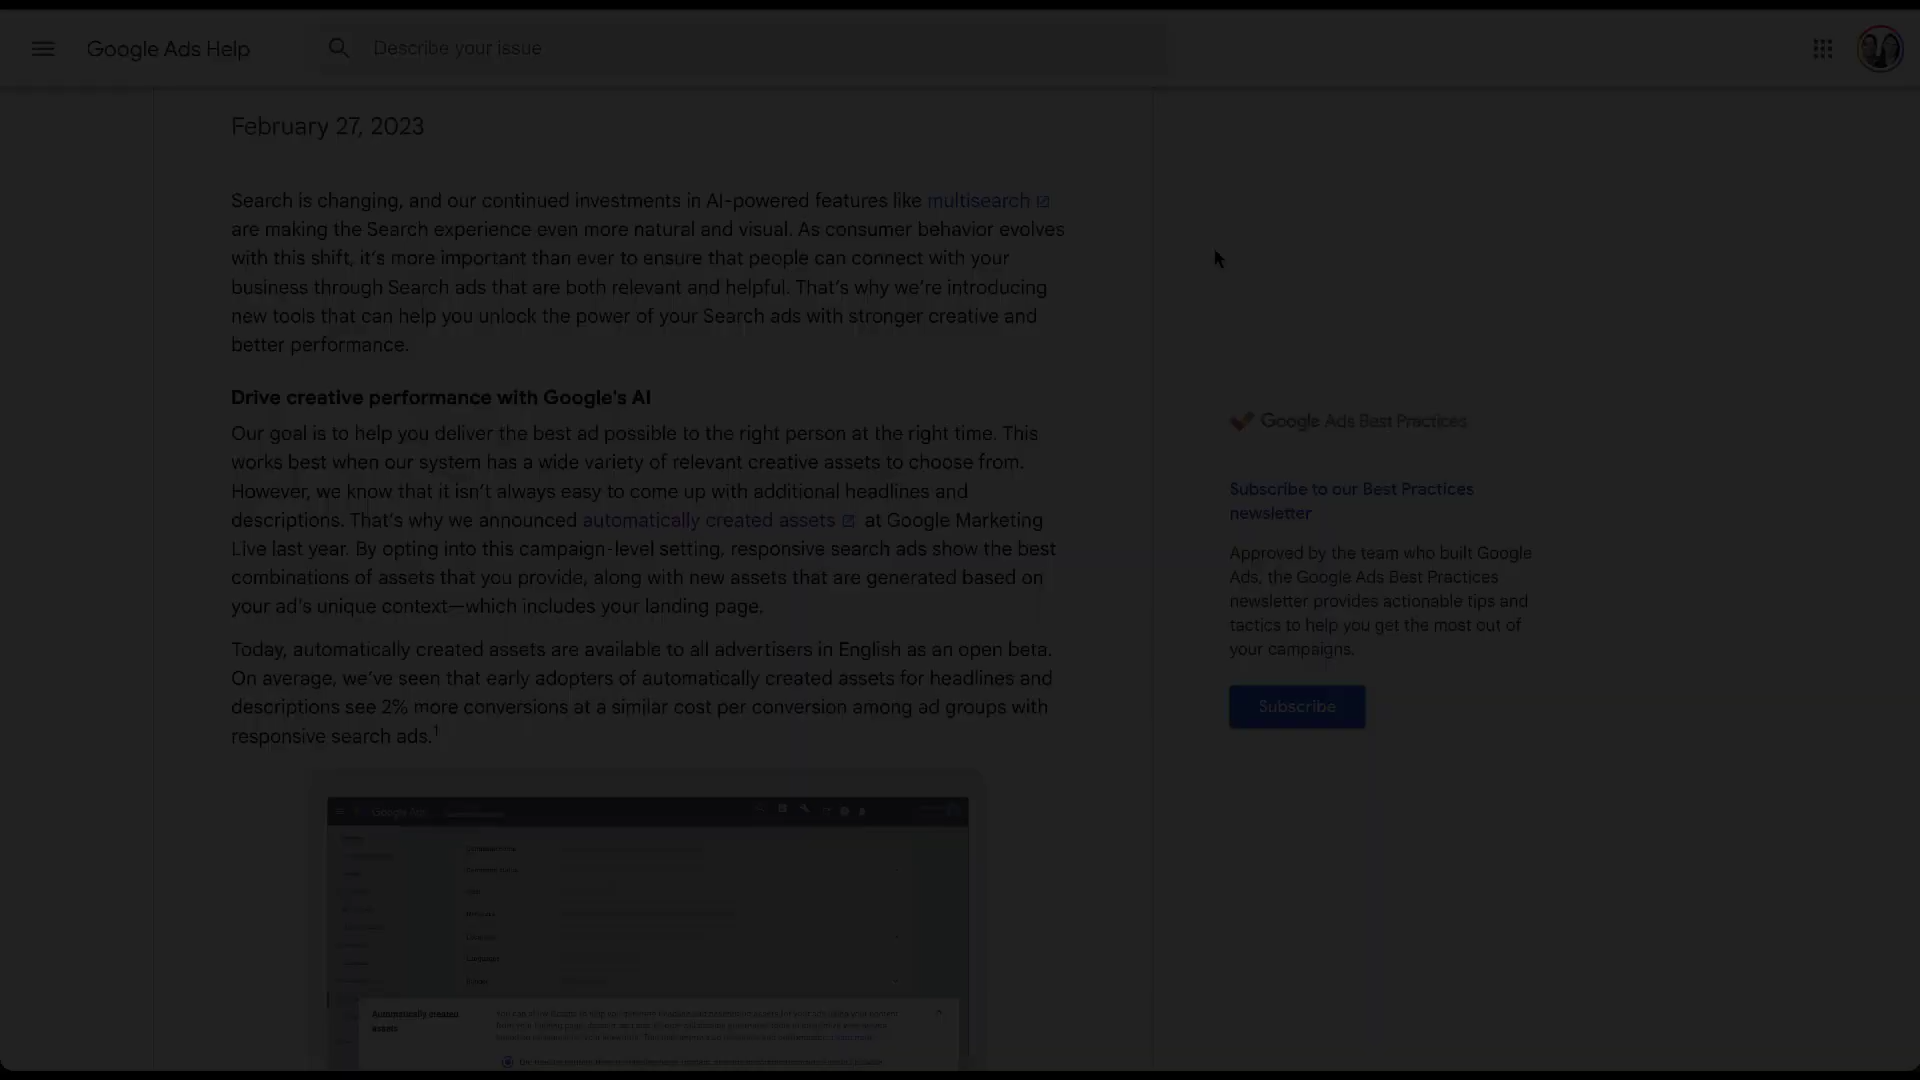 Google Ads Help
Describe your issue
February 27, 2023
Search is changing, and our continued investments in AI-powered features like multisearch
are making the Search experience even more natural and visual. As consumer behavior evolves
with this shift, it's more important than ever to ensure that people can connect with your
business through Search ads that are both relevant and helpful. That's why we're introducing
new tools that can help you unlock the power of your Search ads with stronger creative and
better performance.
Drive creative performance with Google's AI
Our goal is to help you deliver the best ad possible to the right person at the right time. This
works best when our system has a wide variety of relevant creative assets to choose from.
However, we know that it isn't always easy to come up with additional headlines and
descriptions. That's why we announced automatically created assets at Google Marketing
Live last year. By opting into this campaign-level setting, responsive search ads show the best
combinations of assets that you provide, along with new assets that are generated based on
your ad's unique context—which includes your landing page.
Today, automatically created assets are available to all advertisers in English as an open beta.
On average, we've seen that early adopters of automatically created assets for headlines and
descriptions see 2% more conversions at a similar cost per conversion among ad groups with
responsive search ads.1
Google Ads
Automatically created
assets
Google Ads Best Practices
Subscribe to our Best Practices
newsletter
Approved by the team who built Google
Ads, the Google Ads Best Practices
newsletter provides actionable tips and
tactics to help you get the most out of
your campaigns.
Subscribe